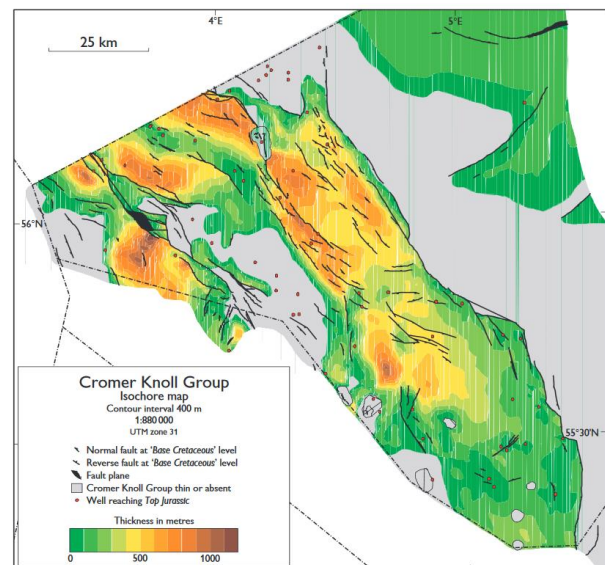 4°E
5°E
25 km
56°N
55°30'N
Cromer Knoll Group
Isochore map
Contour interval 400 m
1:880 000
UTM zone 31
Normal fault at 'Base Cretaceous' level
Reverse fault at 'Base Cretaceous' level
Fault plane
Cromer Knoll Group thin or absent
Well reaching Top Jurassic
Thickness in metres
0 500 1000